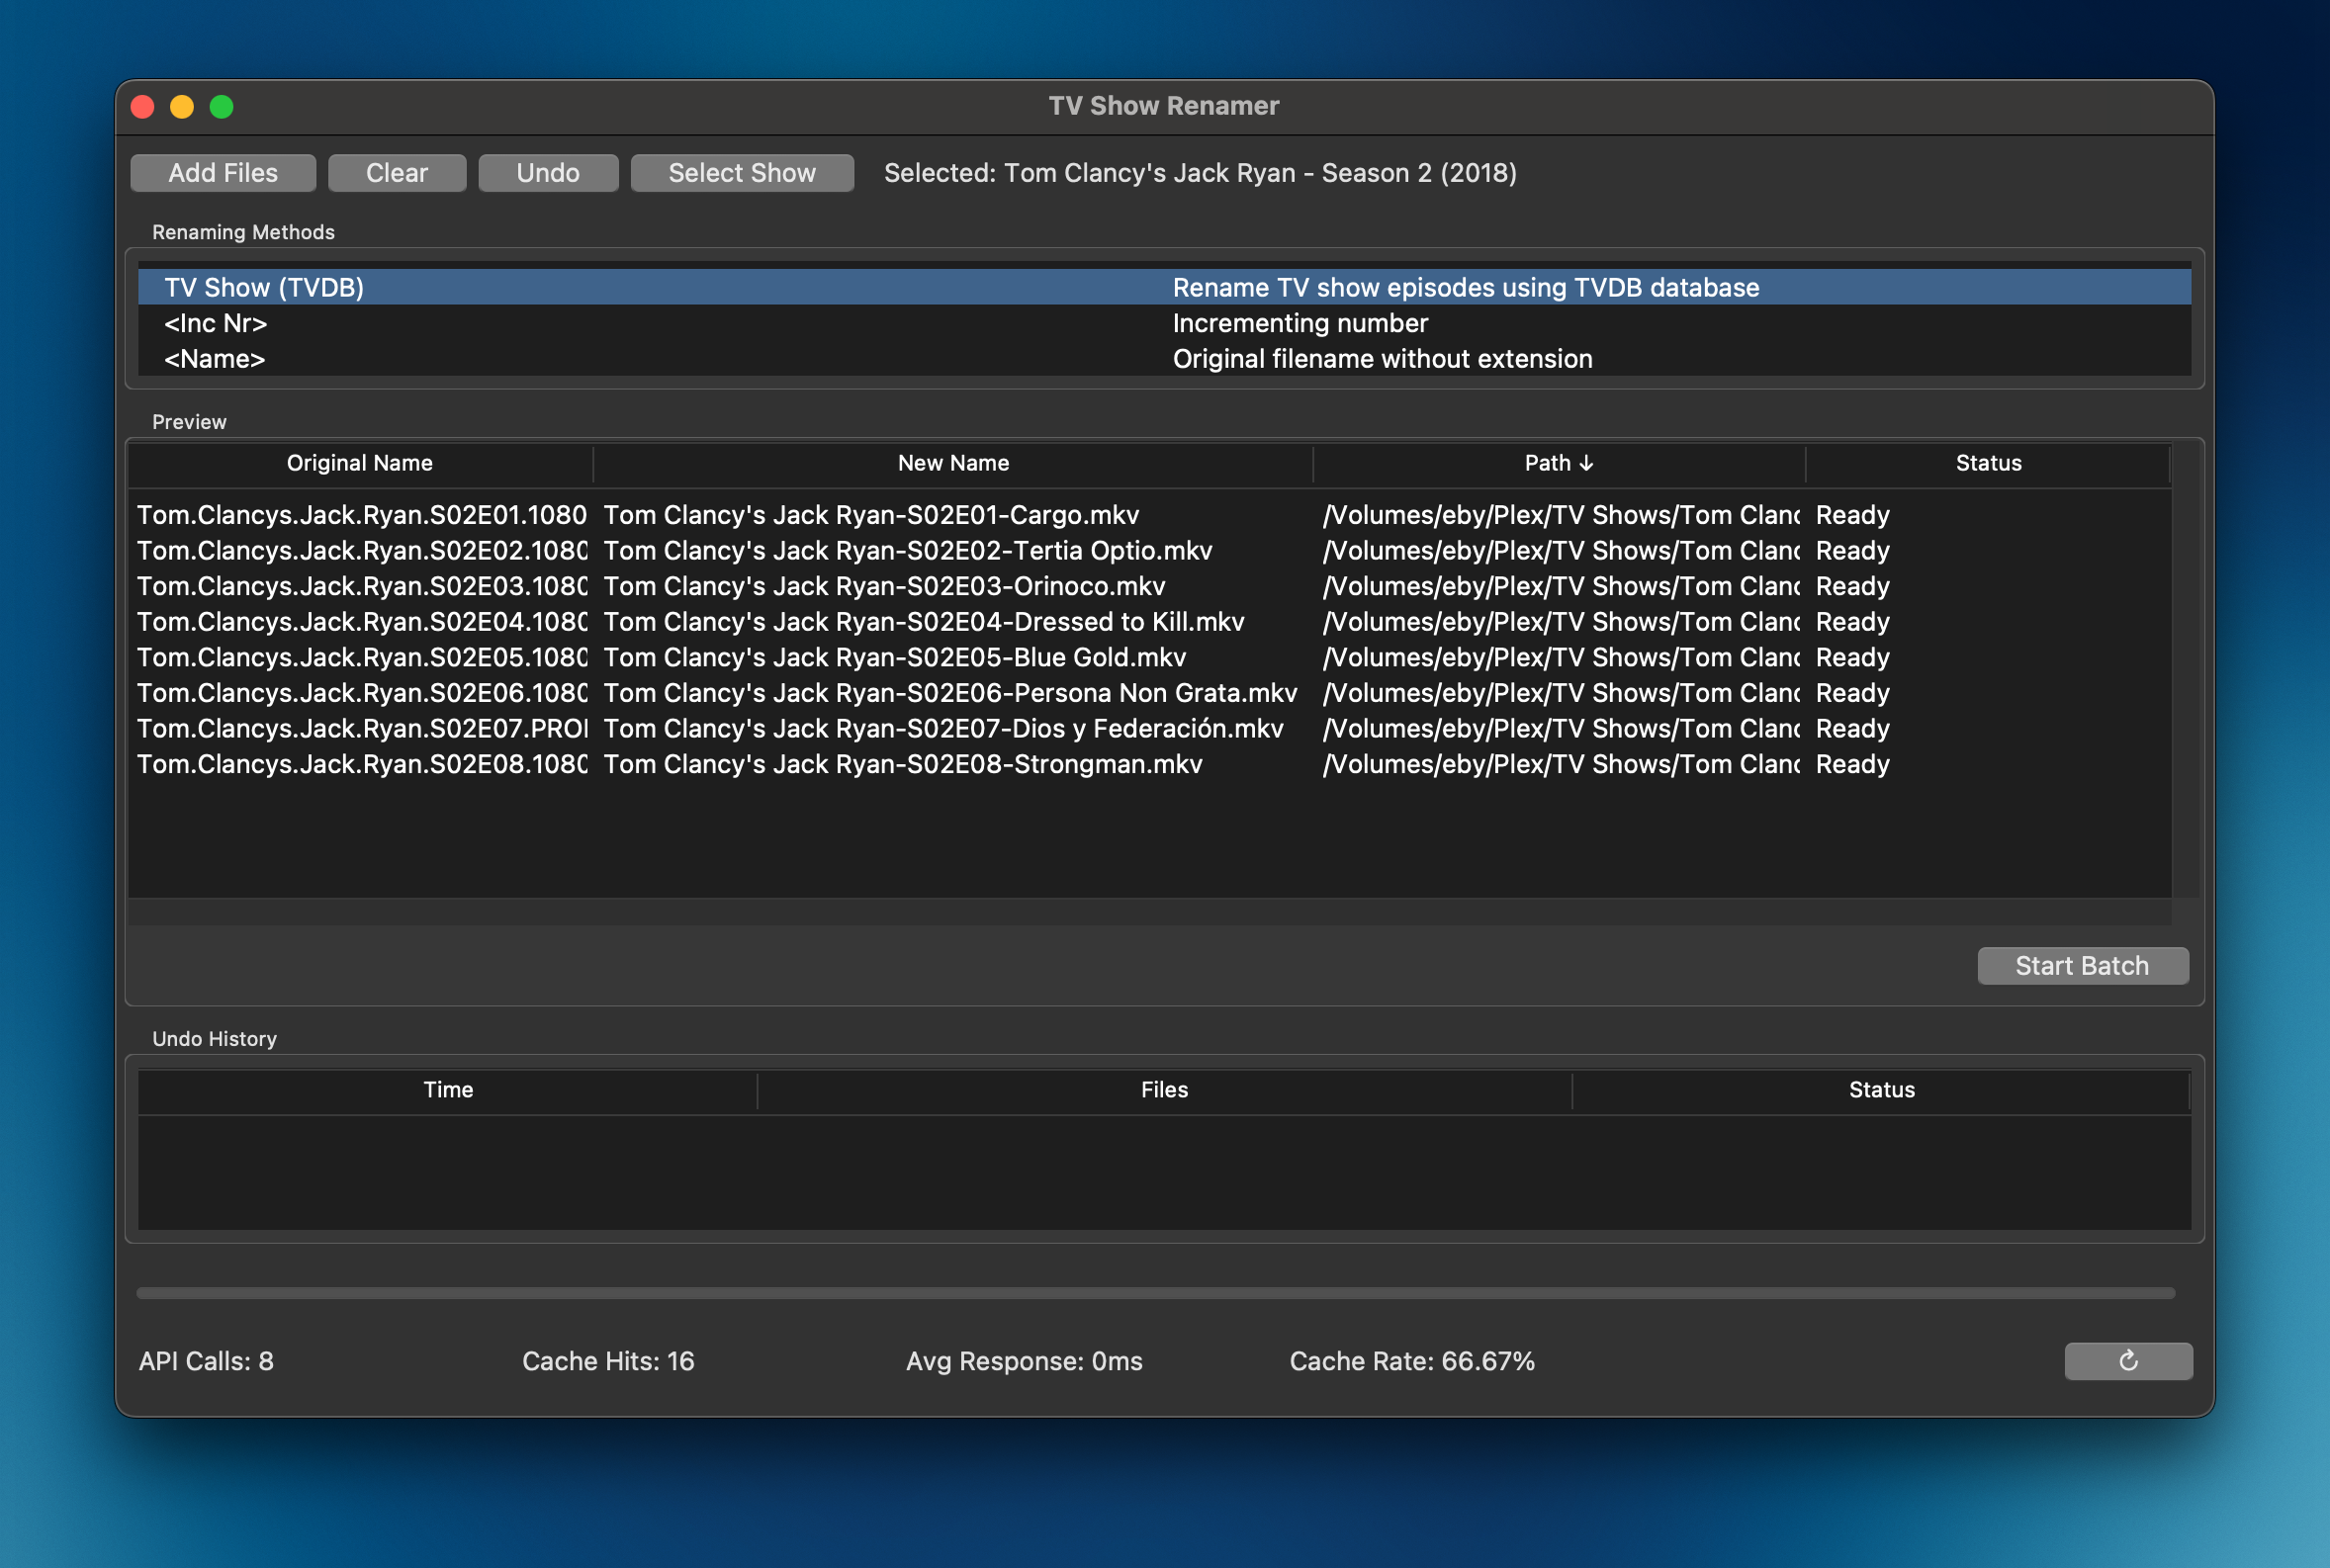 TV Show Renamer
Add Files Clear Undo Select Show Selected: Tom Clancy's Jack Ryan - Season 2 (2018)
Renaming Methods
TV Show (TVDB) Rename TV show episodes using TVDB database
<Inc Nr> Incrementing number
<Name> Original filename without extension
Preview
Original Name New Name Path ↓ Status
Tom.Clancys.Jack.Ryan.S02E01.1080 Tom Clancy's Jack Ryan-S02E01-Cargo.mkv /Volumes/eby/Plex/TV Shows/Tom Clanc Ready
Tom.Clancys.Jack.Ryan.S02E02.1080 Tom Clancy's Jack Ryan-S02E02-Tertia Optio.mkv /Volumes/eby/Plex/TV Shows/Tom Clanc Ready
Tom.Clancys.Jack.Ryan.S02E03.1080 Tom Clancy's Jack Ryan-S02E03-Orinoco.mkv /Volumes/eby/Plex/TV Shows/Tom Clanc Ready
Tom.Clancys.Jack.Ryan.S02E04.1080 Tom Clancy's Jack Ryan-S02E04-Dressed to Kill.mkv /Volumes/eby/Plex/TV Shows/Tom Clanc Ready
Tom.Clancys.Jack.Ryan.S02E05.1080 Tom Clancy's Jack Ryan-S02E05-Blue Gold.mkv /Volumes/eby/Plex/TV Shows/Tom Clanc Ready
Tom.Clancys.Jack.Ryan.S02E06.1080 Tom Clancy's Jack Ryan-S02E06-Persona Non Grata.mkv /Volumes/eby/Plex/TV Shows/Tom Clanc Ready
Tom.Clancys.Jack.Ryan.S02E07.PRO Tom Clancy's Jack Ryan-S02E07-Dios y Federación.mkv /Volumes/eby/Plex/TV Shows/Tom Clanc Ready
Tom.Clancys.Jack.Ryan.S02E08.1080 Tom Clancy's Jack Ryan-S02E08-Strongman.mkv /Volumes/eby/Plex/TV Shows/Tom Clanc Ready
Start Batch
Undo History
Time Files Status
API Calls: 8 Cache Hits: 16 Avg Response: 0ms Cache Rate: 66.67%